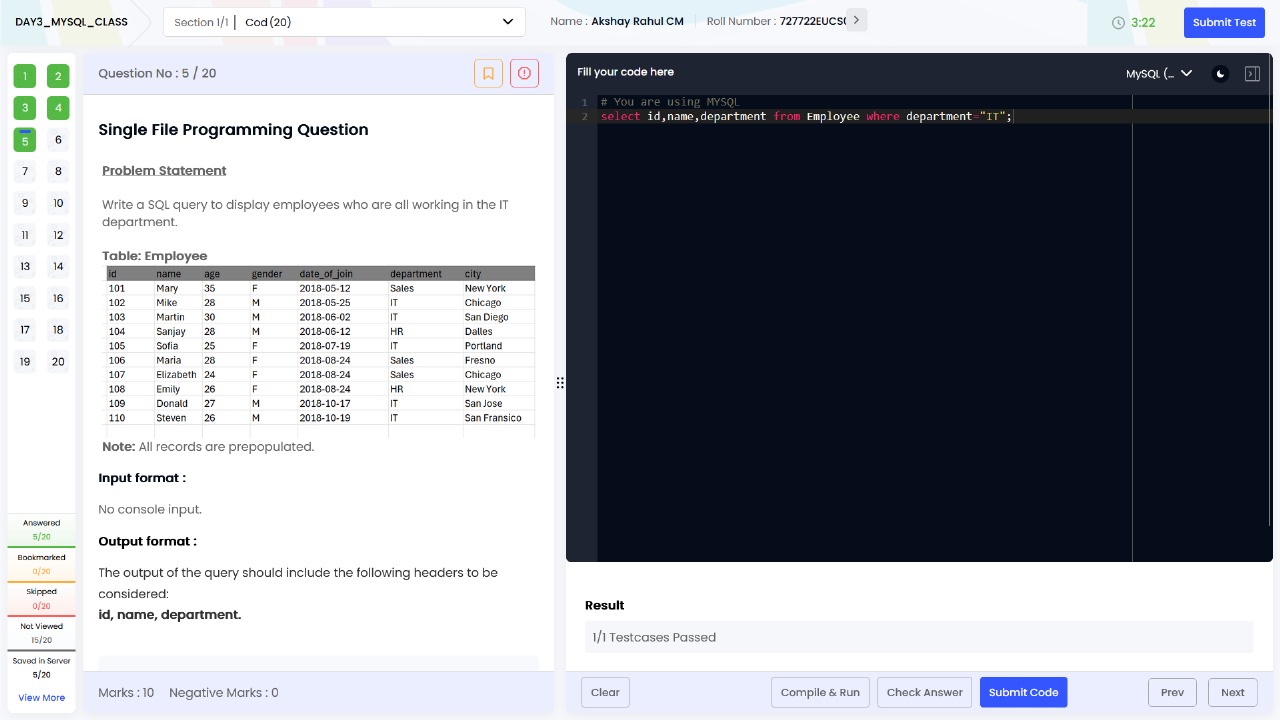 DAY3_MYSQL_CLASS
Section 1/1 | Cod (20)
Name : Akshay Rahul CM
Roll Number : 727722EUCS
3:22
Submit Test
1 2
3 4
5 6
7 8
9 10
11 12
13 14
15 16
17 18
19 20
Answered
5/20
Bookmarked
0/20
Skipped
0/20
Not Viewed
15/20
Saved in Server
5/20
View More
Question No : 5 / 20
Single File Programming Question
Problem Statement
Write a SQL query to display employees who are all working in the IT
department.
Table: Employee
id name age gender date_of_join department city
101 Mary 35 F 2018-05-12 Sales New York
102 Mike 28 M 2018-05-25 IT Chicago
103 Martin 30 M 2018-06-02 IT San Diego
104 Sanjay 28 M 2018-06-12 HR Dalles
105 Sofia 25 F 2018-07-19 IT Portland
106 Maria 28 F 2018-08-24 Sales Fresno
107 Elizabeth 24 F 2018-08-24 Sales Chicago
108 Emily 26 F 2018-08-24 HR New York
109 Donald 27 M 2018-10-17 IT San Jose
110 Steven 26 M 2018-10-19 IT San Fransico
Note: All records are prepopulated.
Input format :
No console input.
Output format :
The output of the query should include the following headers to be
considered:
id, name, department.
Marks : 10 Negative Marks : 0
Fill your code here
MySQL (...
1 # You are using MYSQL
2 select id,name,department from Employee where department="IT";
Result
1/1 Testcases Passed
Clear
Compile & Run
Check Answer
Submit Code
Prev
Next